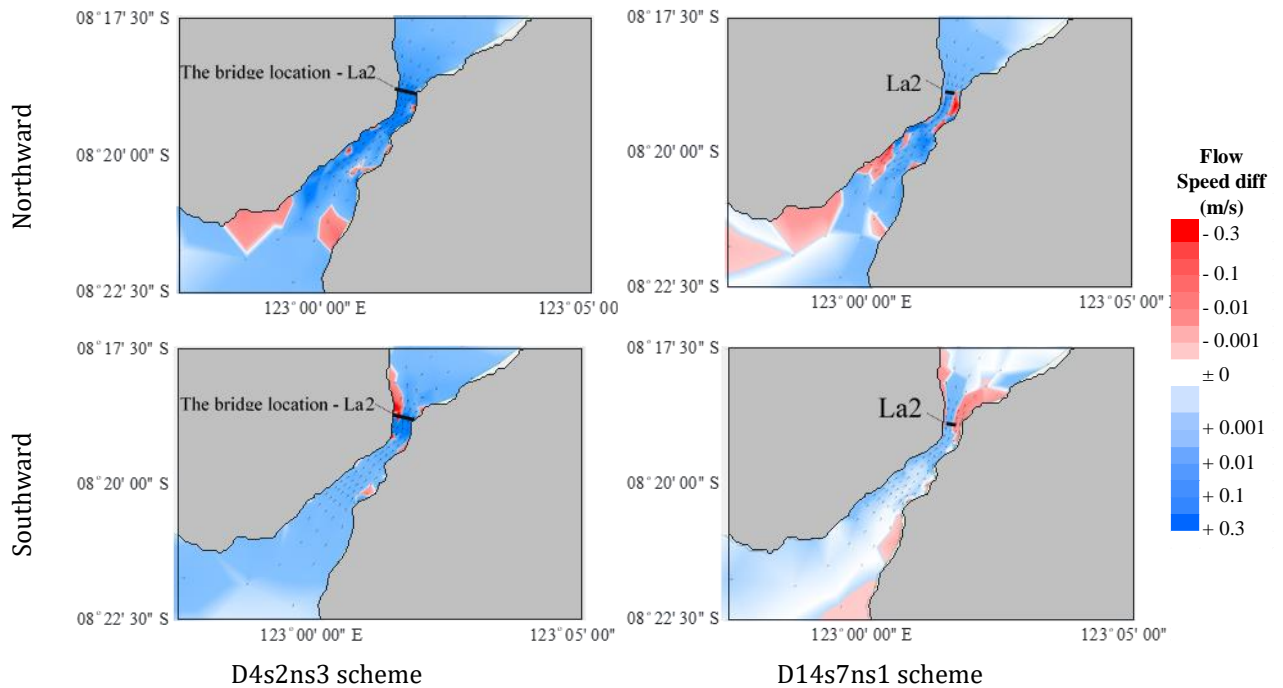 Northward
08°17' 30" S
08°20' 00" S
08°22' 30" S
The bridge location - La2
123°00' 00" E
123°05' 00
08°17' 30" S
08°20' 00" S
08°22' 30" S
La2
123°00' 00" E
123°05' 00"
Flow
Speed diff
(m/s)
- 0.3
- 0.1
- 0.01
- 0.001
± 0
+ 0.001
+ 0.01
+ 0.1
+ 0.3
Southward
08°17' 30" S
08°20' 00" S
08°22' 30" S
The bridge location - La2
123°00' 00" E
123°05' 00"
08°17' 30" S
08°20' 00" S
08°22' 30" S
La2
123°00' 00" E
123°05' 00"
D4s2ns3 scheme
D14s7ns1 scheme